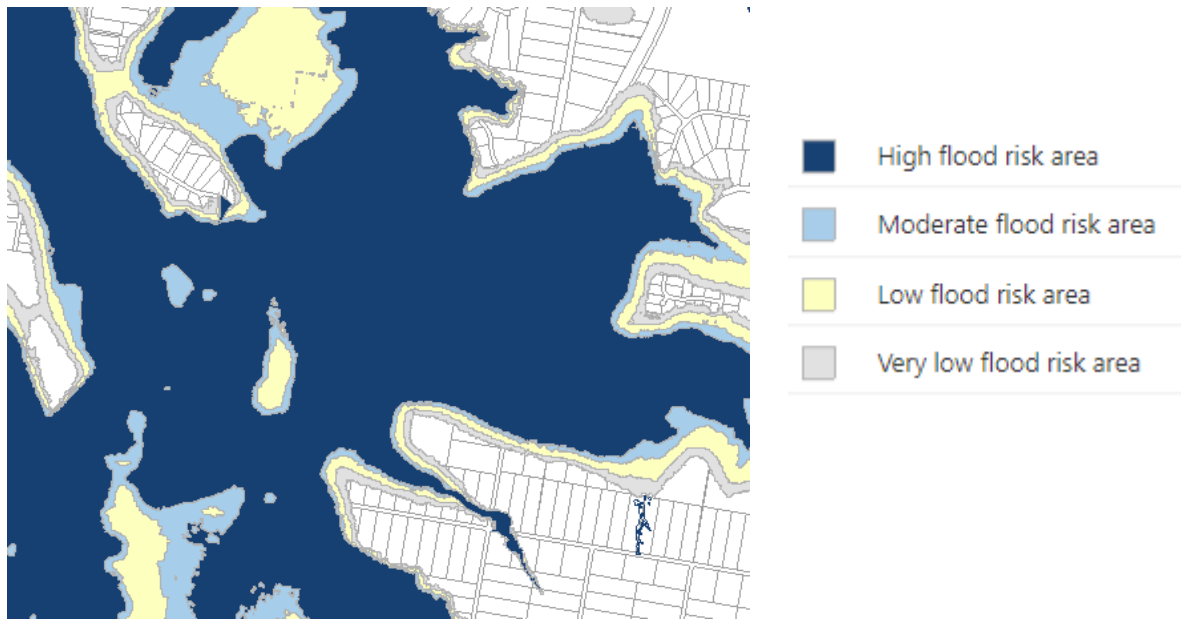 High flood risk area
Moderate flood risk area
Low flood risk area
Very low flood risk area